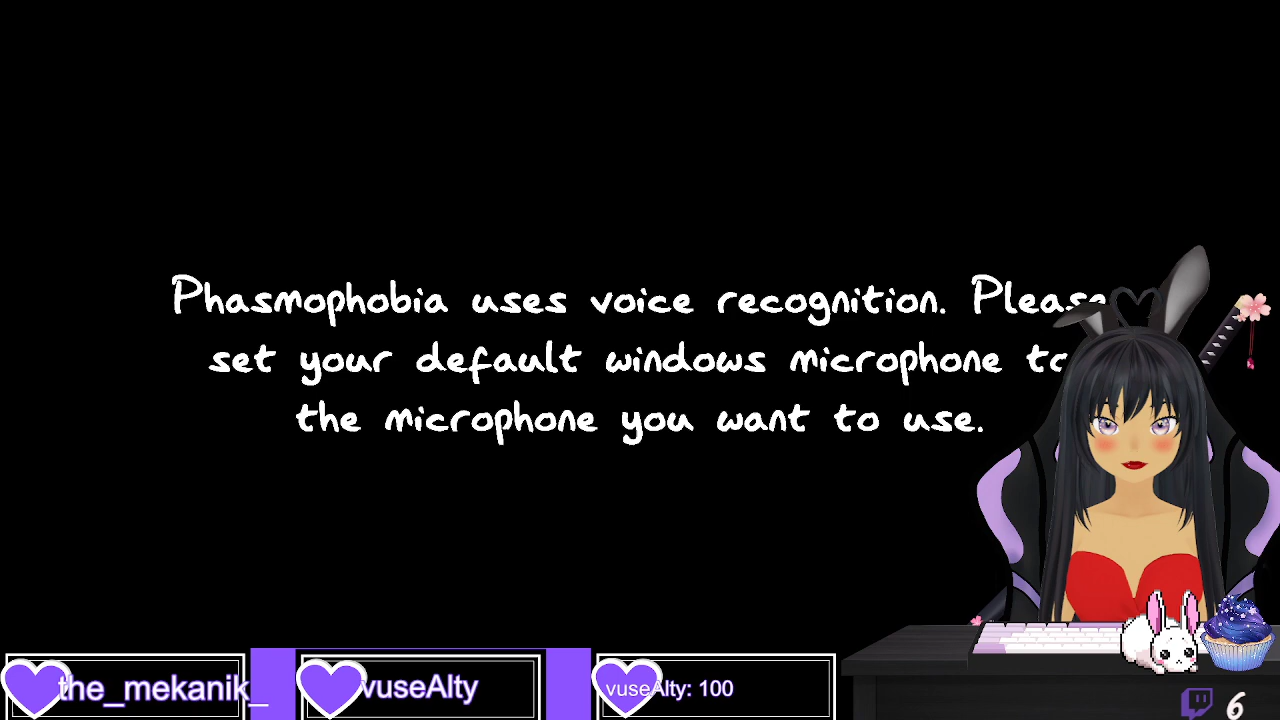 Phasmophobia uses voice recognition. Please
set your default windows microphone to
the microphone you want to use.
the_mekanik_
vuseAlty
vuseAlty: 100
6